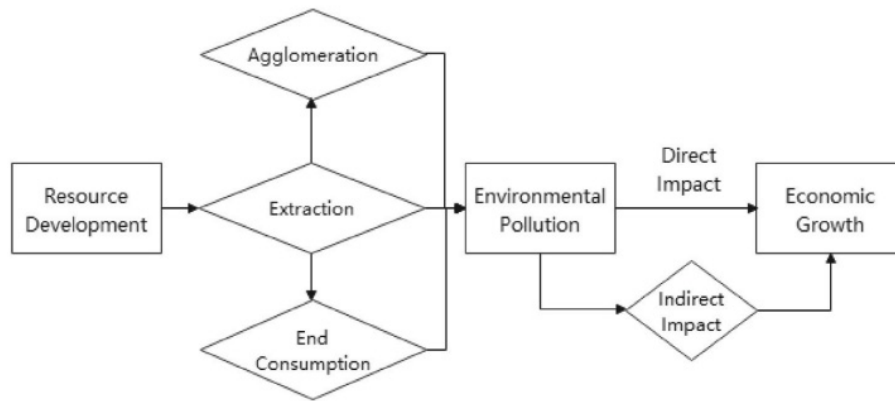 Agglomeration
Resource
Development
Extraction
Environmental
Pollution
Direct
Impact
Economic
Growth
End
Consumption
Indirect
Impact